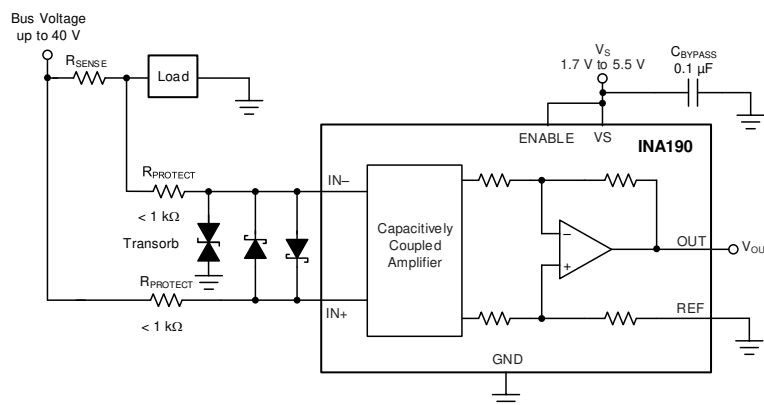 Bus Voltage
up to 40 V
RSENSE
Load
VS
1.7 V to 5.5 V
CBYPASS
0.1 µF
ENABLE
VS
INA190
RPROTECT
< 1 kΩ
IN–
Transorb
Capacitively
Coupled
Amplifier
–
+
OUT
VOU
RPROTECT
< 1 kΩ
IN+
REF
GND